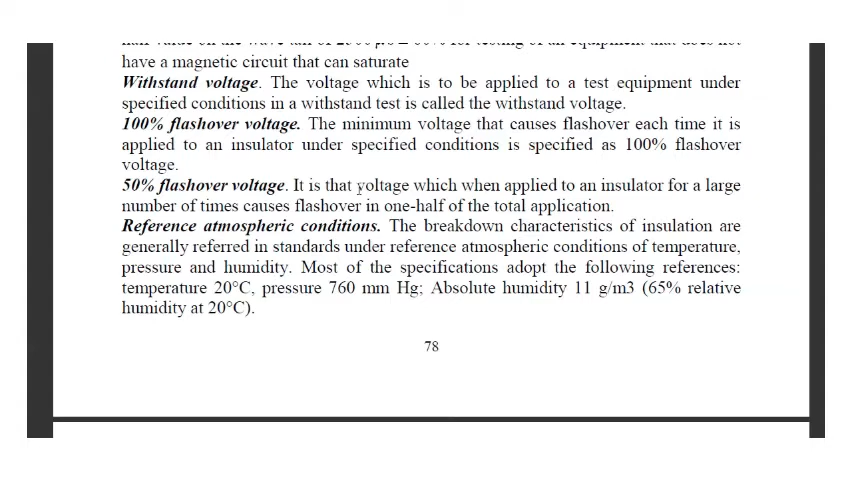 have a magnetic circuit that can saturate
Withstand voltage. The voltage which is to be applied to a test equipment under
specified conditions in a withstand test is called the withstand voltage.
100% flashover voltage. The minimum voltage that causes flashover each time it is
applied to an insulator under specified conditions is specified as 100% flashover
voltage.
50% flashover voltage. It is that voltage which when applied to an insulator for a large
number of times causes flashover in one-half of the total application.
Reference atmospheric conditions. The breakdown characteristics of insulation are
generally referred in standards under reference atmospheric conditions of temperature,
pressure and humidity. Most of the specifications adopt the following references:
temperature 20°C, pressure 760 mm Hg; Absolute humidity 11 g/m3 (65% relative
humidity at 20°C).
78